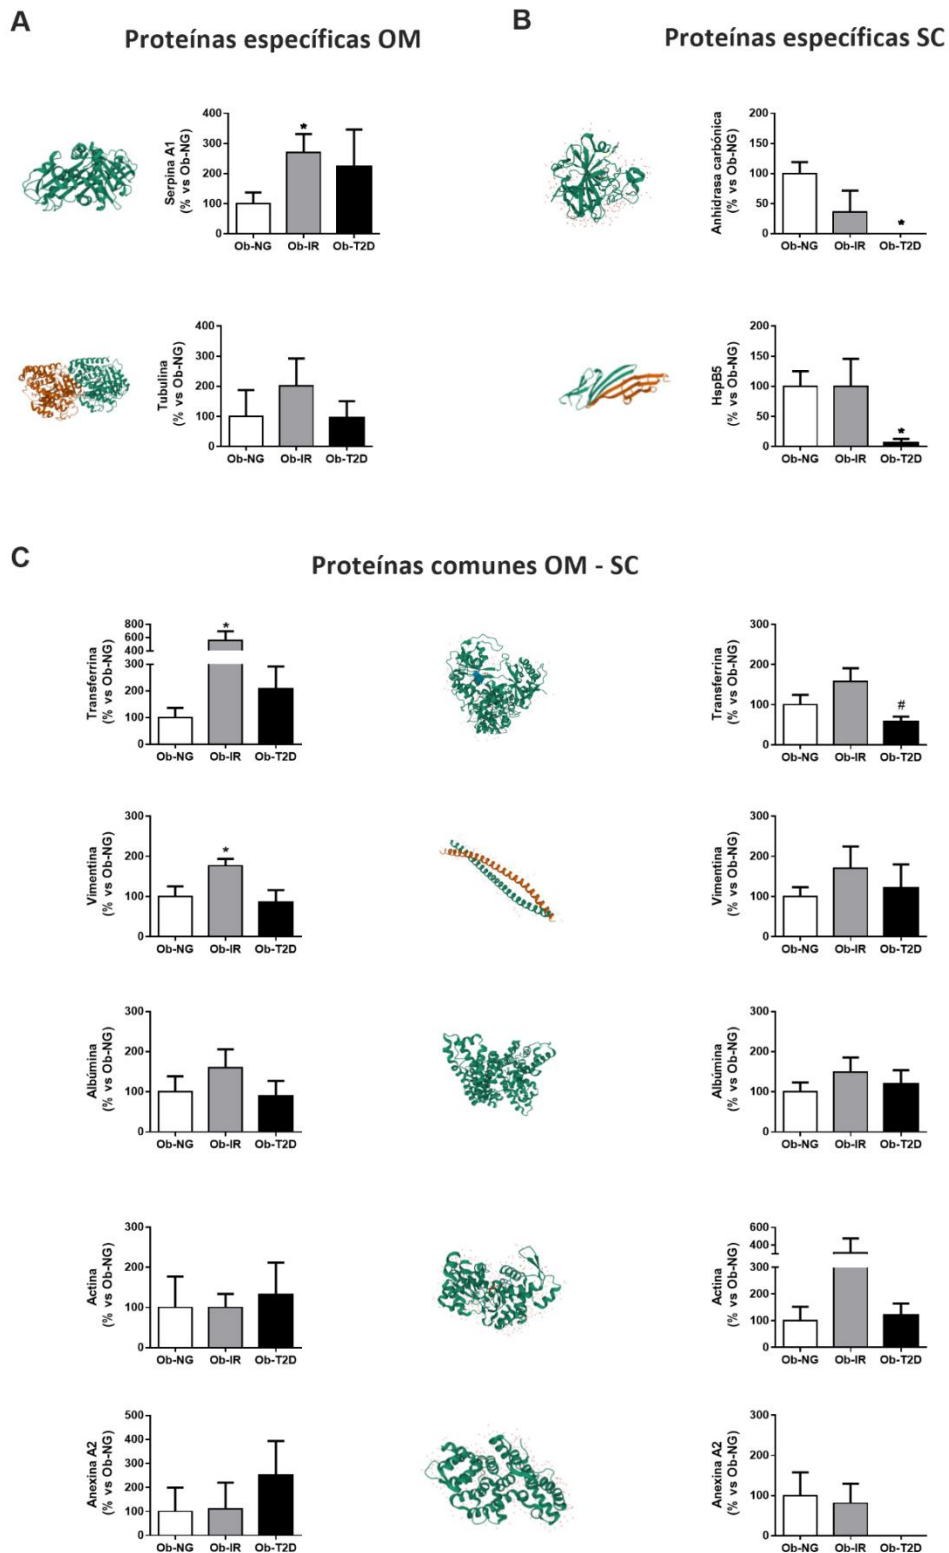 A
Proteínas específicas OM
B
Proteínas específicas SC
Serpina A1
(% vs Ob-NG)
400
300
200
100
0
*
Ob-NG Ob-IR Ob-T2D
Anhidrasa carbónica
(% vs Ob-NG)
200
150
100
50
0
*
Ob-NG Ob-IR Ob-T2D
Tubulina
(% vs Ob-NG)
400
300
200
100
0
Ob-NG Ob-IR Ob-T2D
HspB5
(% vs Ob-NG)
200
150
100
50
0
*
Ob-NG Ob-IR Ob-T2D
C
Proteínas comunes OM - SC
Transferrina
(% vs Ob-NG)
800
600
400
300
200
100
0
*
Ob-NG Ob-IR Ob-T2D
Transferrina
(% vs Ob-NG)
300
200
100
0
#
Ob-NG Ob-IR Ob-T2D
Vimentina
(% vs Ob-NG)
300
200
100
0
*
Ob-NG Ob-IR Ob-T2D
Vimentina
(% vs Ob-NG)
300
200
100
0
Ob-NG Ob-IR Ob-T2D
Albúmina
(% vs Ob-NG)
300
200
100
0
Ob-NG Ob-IR Ob-T2D
Albúmina
(% vs Ob-NG)
300
200
100
0
Ob-NG Ob-IR Ob-T2D
Actina
(% vs Ob-NG)
300
200
100
0
Ob-NG Ob-IR Ob-T2D
Actina
(% vs Ob-NG)
600
400
300
200
100
0
Ob-NG Ob-IR Ob-T2D
Anexina A2
(% vs Ob-NG)
500
400
300
200
100
0
Ob-NG Ob-IR Ob-T2D
Anexina A2
(% vs Ob-NG)
300
200
100
0
Ob-NG Ob-IR Ob-T2D